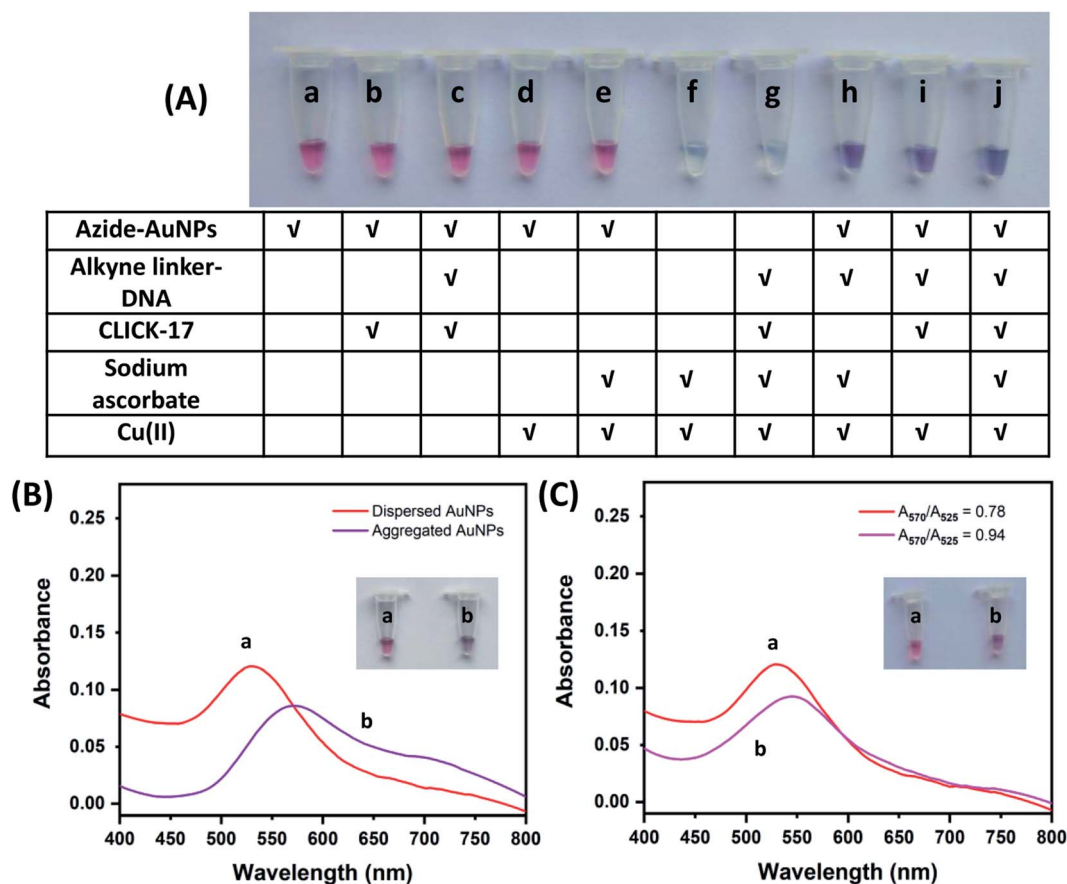 (A)
a b c d e f g h i j
Azide-AuNPs √ √ √ √ √ √ √ √
Alkyne linker-
DNA √ √ √ √ √
CLICK-17 √ √ √ √ √
Sodium
ascorbate √ √ √ √ √
Cu(II) √ √ √ √ √ √ √
(B)
0.25
0.20
0.15
0.10
0.05
0.00
Absorbance
Dispersed AuNPs
Aggregated AuNPs
a b
a
b
400 450 500 550 600 650 700 750 800
Wavelength (nm)
(C)
0.25
0.20
0.15
0.10
0.05
0.00
Absorbance
A₅₇₀/A₅₂₅ = 0.78
A₅₇₀/A₅₂₅ = 0.94
a b
a
b
400 450 500 550 600 650 700 750 800
Wavelength (nm)